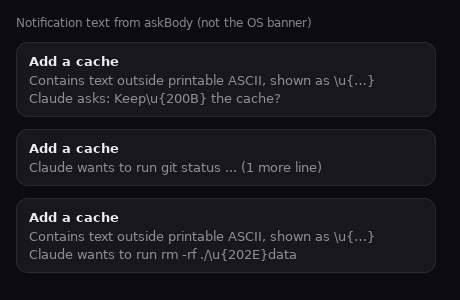 Notification text from askBody (not the OS banner)
Add a cache
Contains text outside printable ASCII, shown as \u{…}
Claude asks: Keep\u{200B} the cache?
Add a cache
Claude wants to run git status … (1 more line)
Add a cache
Contains text outside printable ASCII, shown as \u{…}
Claude wants to run rm -rf ./\u{202E}data